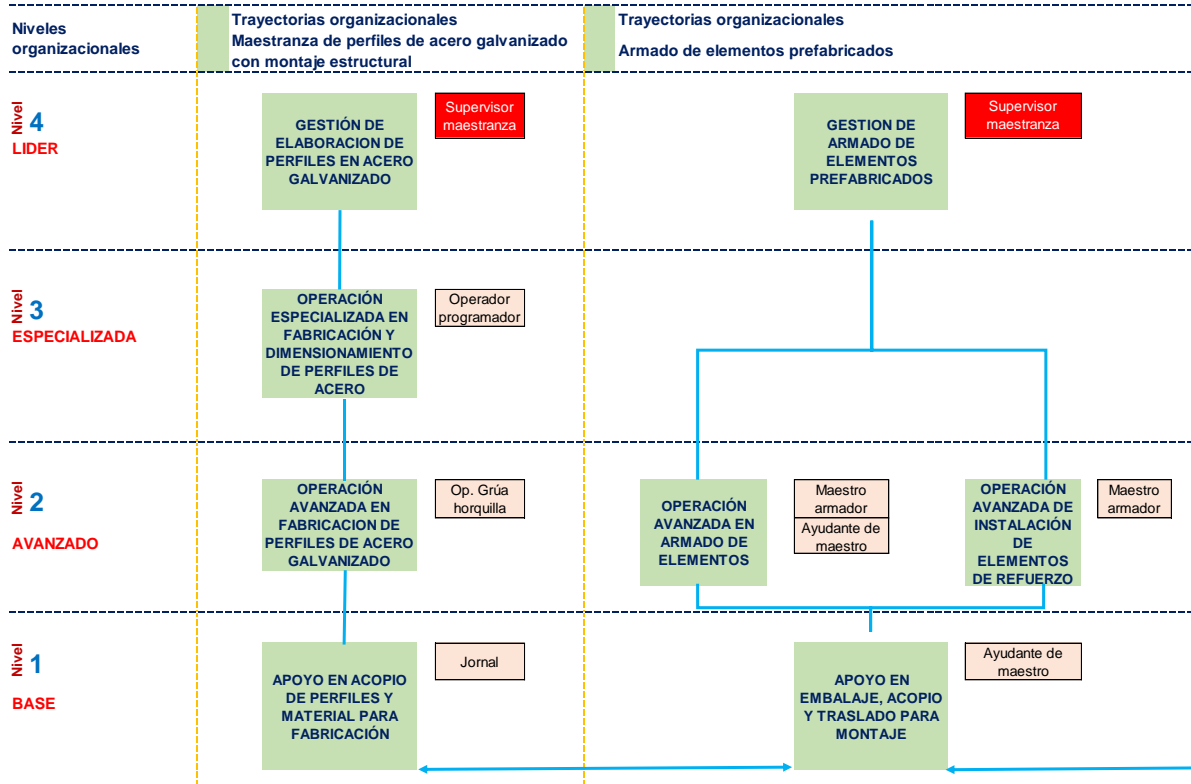 Niveles
organizacionales
Trayectorias organizacionales
Maestranza de perfiles de acero galvanizado
con montaje estructural
Trayectorias organizacionales
Armado de elementos prefabricados
Nivel 4
LIDER
GESTIÓN DE
ELABORACION DE
PERFILES EN ACERO
GALVANIZADO
Supervisor
maestranza
GESTION DE
ARMADO DE
ELEMENTOS
PREFABRICADOS
Supervisor
maestranza
Nivel 3
ESPECIALIZADA
OPERACIÓN
ESPECIALIZADA EN
FABRICACIÓN Y
DIMENSIONAMIENTO
DE PERFILES DE
ACERO
Operador
programador
Nivel 2
AVANZADO
OPERACIÓN
AVANZADA EN
FABRICACION DE
PERFILES DE ACERO
GALVANIZADO
Op. Grúa
horquilla
OPERACIÓN
AVANZADA EN
ARMADO DE
ELEMENTOS
Maestro
armador
Ayudante de
maestro
OPERACIÓN
AVANZADA DE
INSTALACIÓN
DE
ELEMENTOS
DE REFUERZO
Maestro
armador
Nivel 1
BASE
APOYO EN ACOPIO
DE PERFILES Y
MATERIAL PARA
FABRICACIÓN
Jornal
APOYO EN
EMBALAJE, ACOPIO
Y TRASLADO PARA
MONTAJE
Ayudante de
maestro